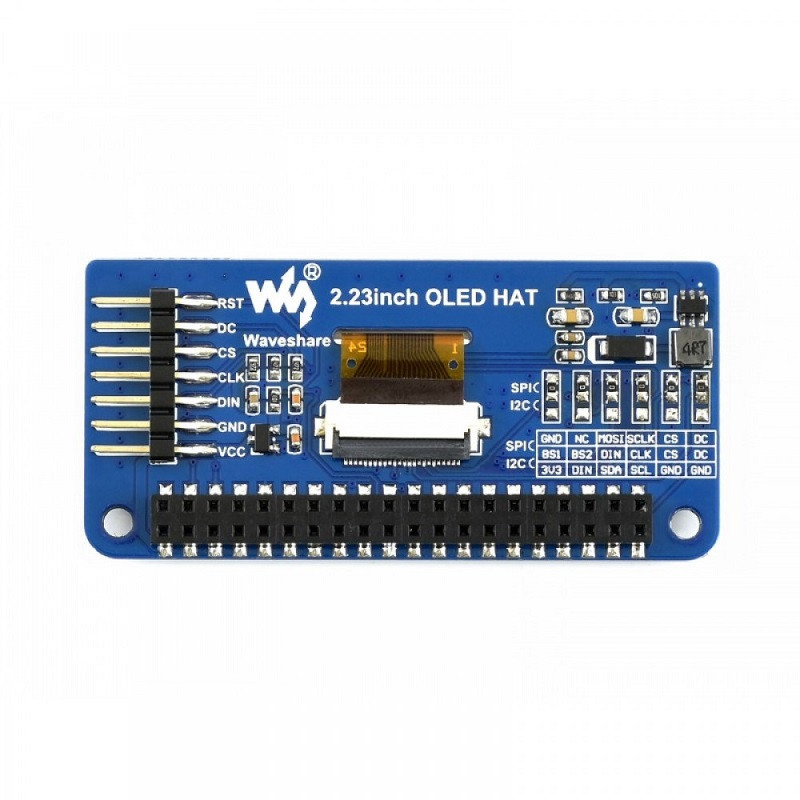 ®
2.23inch OLED HAT
Waveshare
RST
DC
CS
CLK
DIN
GND
VCC
1
4R7
SPI
I2C
SPI
I2C
GND NC MOSI SCLK CS DC
BS1 BS2 DIN CLK CS DC
3V3 DIN SDA SCL GND GND